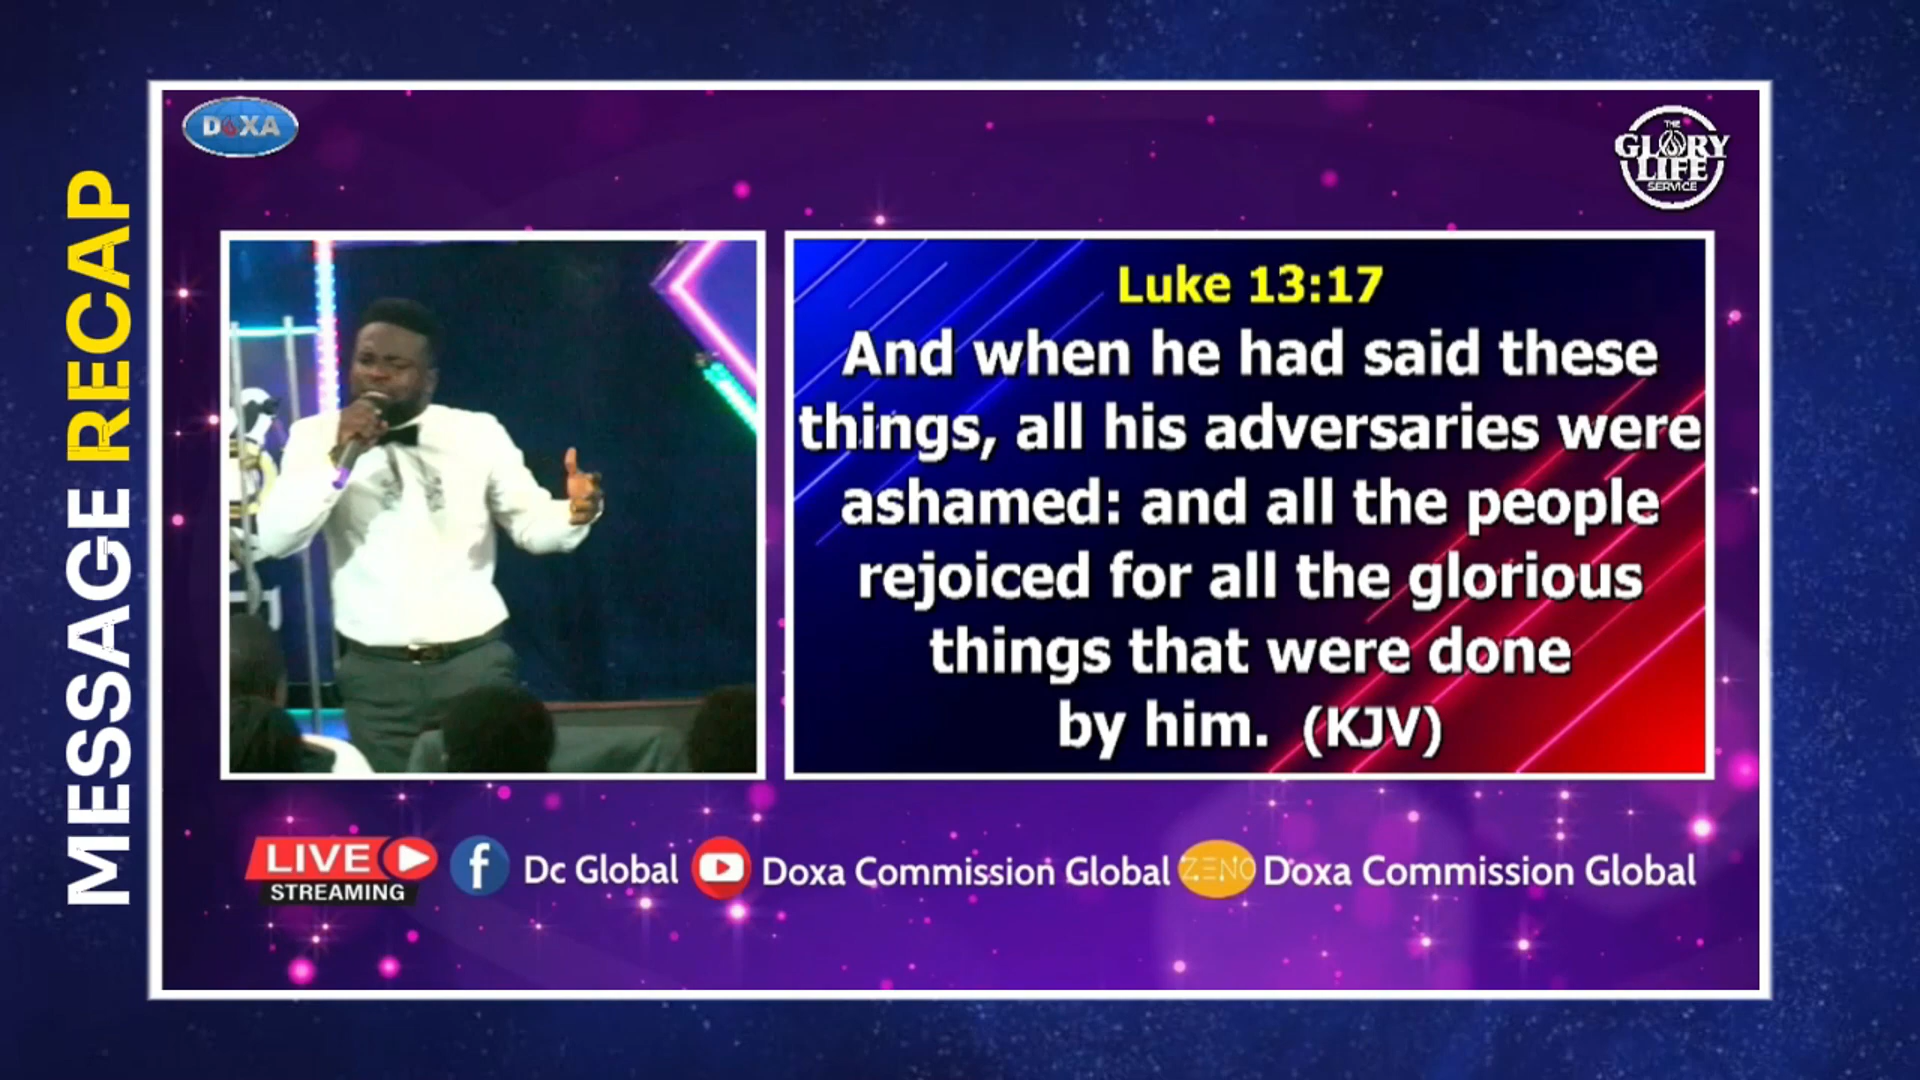 MESSAGE RECAP
DOXA
THE
GLORY
LIFE
SERVICE
Luke 13:17
And when he had said these
things, all his adversaries were
ashamed: and all the people
rejoiced for all the glorious
things that were done
by him. (KJV)
LIVE
STREAMING
f Dc Global
Doxa Commission Global
ZENO Doxa Commission Global